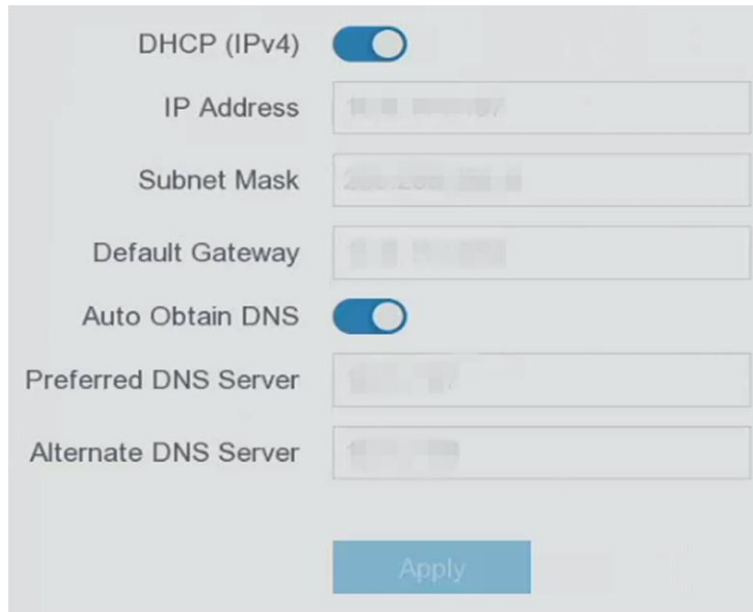 DHCP (IPv4)
IP Address
Subnet Mask
Default Gateway
Auto Obtain DNS
Preferred DNS Server
Alternate DNS Server
Apply